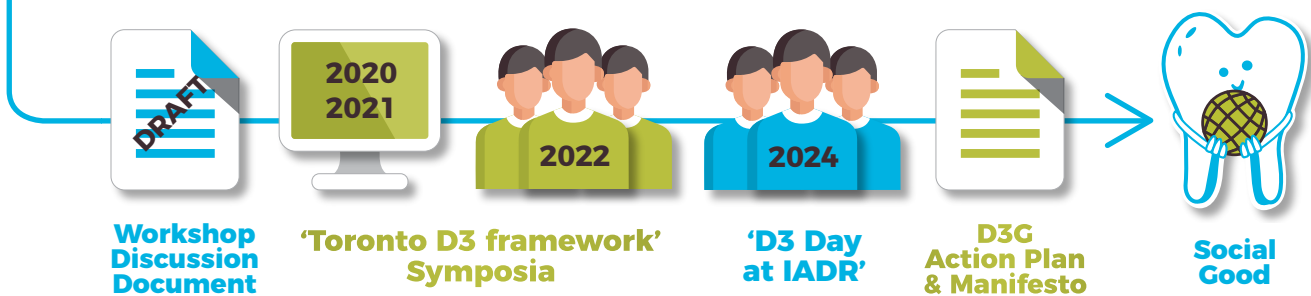 DRAFT
2020
2021
2022
2024
Workshop
Discussion
Document
‘Toronto D3 framework’
Symposia
‘D3 Day
at IADR’
D3G
Action Plan
& Manifesto
Social
Good